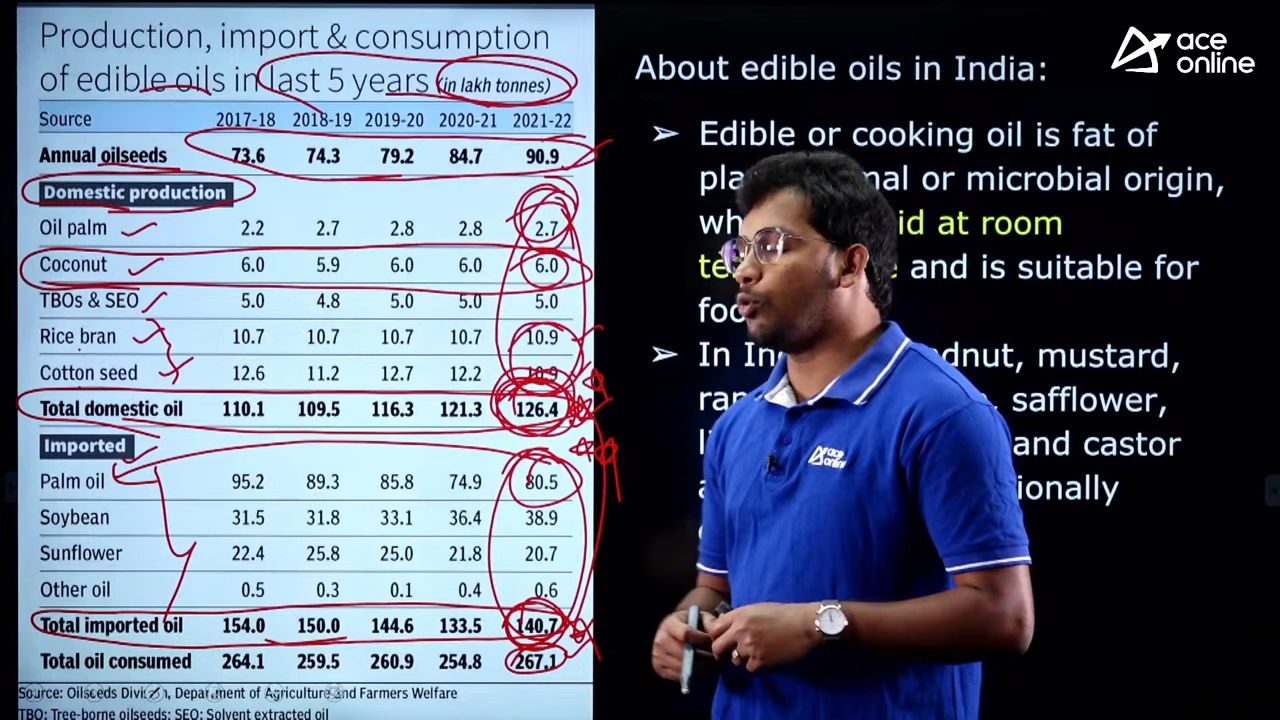 Production, import & consumption
of edible oils in last 5 years (in lakh tonnes)
Source 2017-18 2018-19 2019-20 2020-21 2021-22
Annual oilseeds 73.6 74.3 79.2 84.7 90.9
Domestic production
Oil palm 2.2 2.7 2.8 2.8 2.7
Coconut 6.0 5.9 6.0 6.0 6.0
TBOs & SEO 5.0 4.8 5.0 5.0 5.0
Rice bran 10.7 10.7 10.7 10.7 10.9
Cotton seed 12.6 11.2 12.7 12.2 10.9
Total domestic oil 110.1 109.5 116.3 121.3 126.4
Imported
Palm oil 95.2 89.3 85.8 74.9 80.5
Soybean 31.5 31.8 33.1 36.4 38.9
Sunflower 22.4 25.8 25.0 21.8 20.7
Other oil 0.5 0.3 0.1 0.4 0.6
Total imported oil 154.0 150.0 144.6 133.5 140.7
Total oil consumed 264.1 259.5 260.9 254.8 267.1
Source: Oilseeds Division, Department of Agriculture and Farmers Welfare
TBO: Tree-borne oilseeds; SEO: Solvent extracted oil
ace
online
About edible oils in India:
➢ Edible or cooking oil is fat of
or microbial origin,
at room
and is suitable for
➢ In mustard,
safflower,
and castor
ace
online